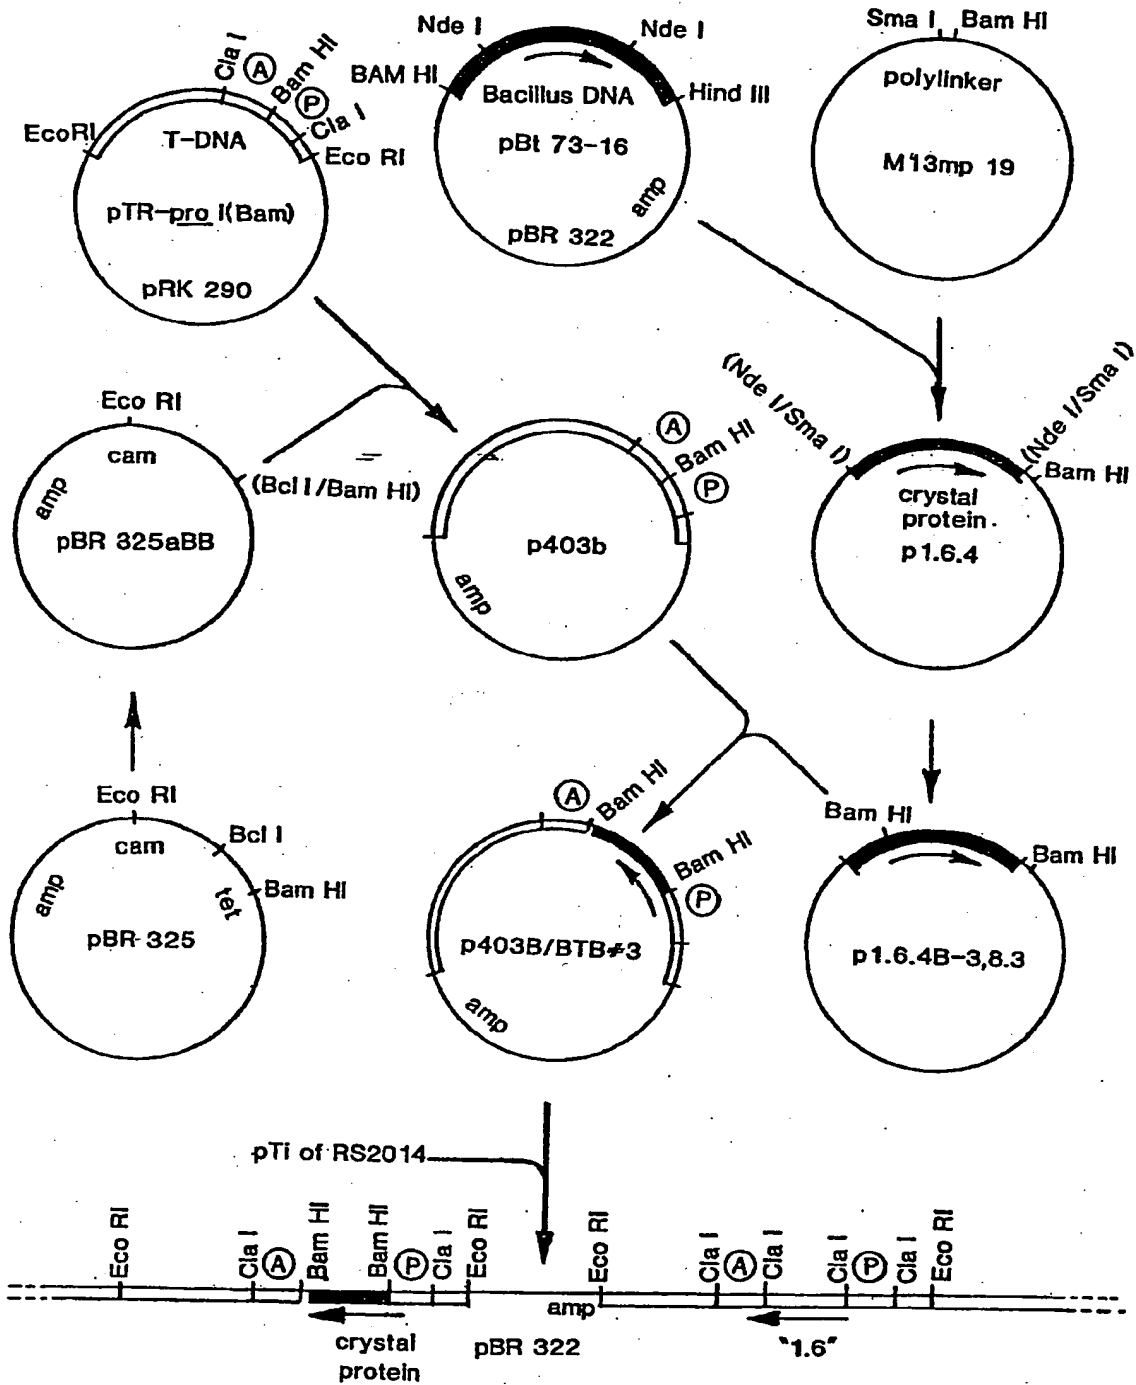 EcoRI
Cla I
A
Bam HI
P
Cla I
Eco RI
T-DNA
pTR-pro I(Bam)
pRK 290
Nde I
Nde I
BAM HI
Hind III
Bacillus DNA
pBt 73-16
amp
pBR 322
Sma I
Bam HI
polylinker
M13mp 19
Eco RI
cam
amp
(Bcl I/Bam HI)
pBR 325aBB
A
Bam HI
P
p403b
amp
(Nde I/Sma I)
(Nde I/Sma I)
Bam HI
crystal
protein.
p1.6.4
Eco RI
cam
Bcl I
amp
tet
Bam HI
pBR-325
A
Bam HI
Bam HI
P
p403B/BTB≠3
amp
Bam HI
Bam HI
p1.6.4B-3,8.3
pTi of RS2014
Eco RI
Cla I
A
Bam HI
Bam HI
P
Cla I
Eco RI
Eco RI
Cla I
A
Cla I
Cla I
P
Cla I
Eco RI
amp
crystal
protein
pBR 322
"1.6"